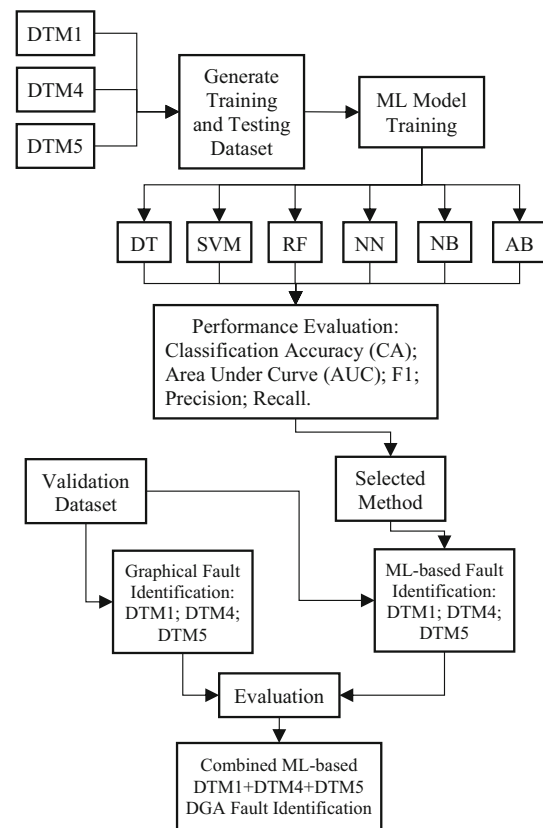 DTM1
DTM4
DTM5
Generate
Training
and Testing
Dataset
ML Model
Training
DT
SVM
RF
NN
NB
AB
Performance Evaluation:
Classification Accuracy (CA);
Area Under Curve (AUC); F1;
Precision; Recall.
Validation
Dataset
Selected
Method
Graphical Fault
Identification:
DTM1; DTM4;
DTM5
ML-based Fault
Identification:
DTM1; DTM4;
DTM5
Evaluation
Combined ML-based
DTM1+DTM4+DTM5
DGA Fault Identification